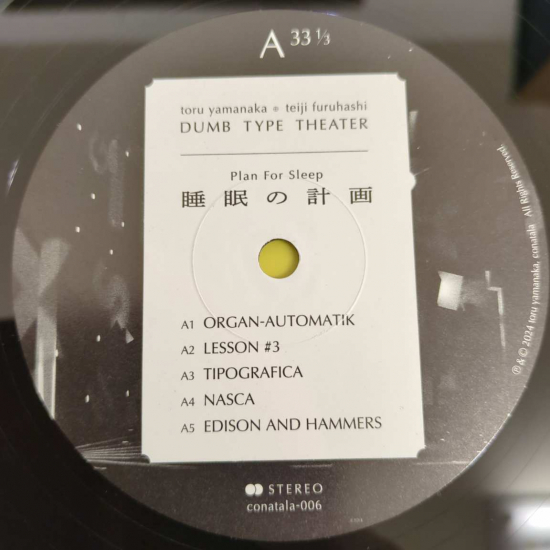 A 33 1/3
toru yamanaka ● teiji furuhashi
DUMB TYPE THEATER
Plan For Sleep
睡眠の計画
A1 ORGAN-AUTOMATIK
A2 LESSON #3
A3 TIPOGRAFICA
A4 NASCA
A5 EDISON AND HAMMERS
STEREO
conatala-006
℗ & © 2024 toru yamanaka, conatala All Rights Reserved.